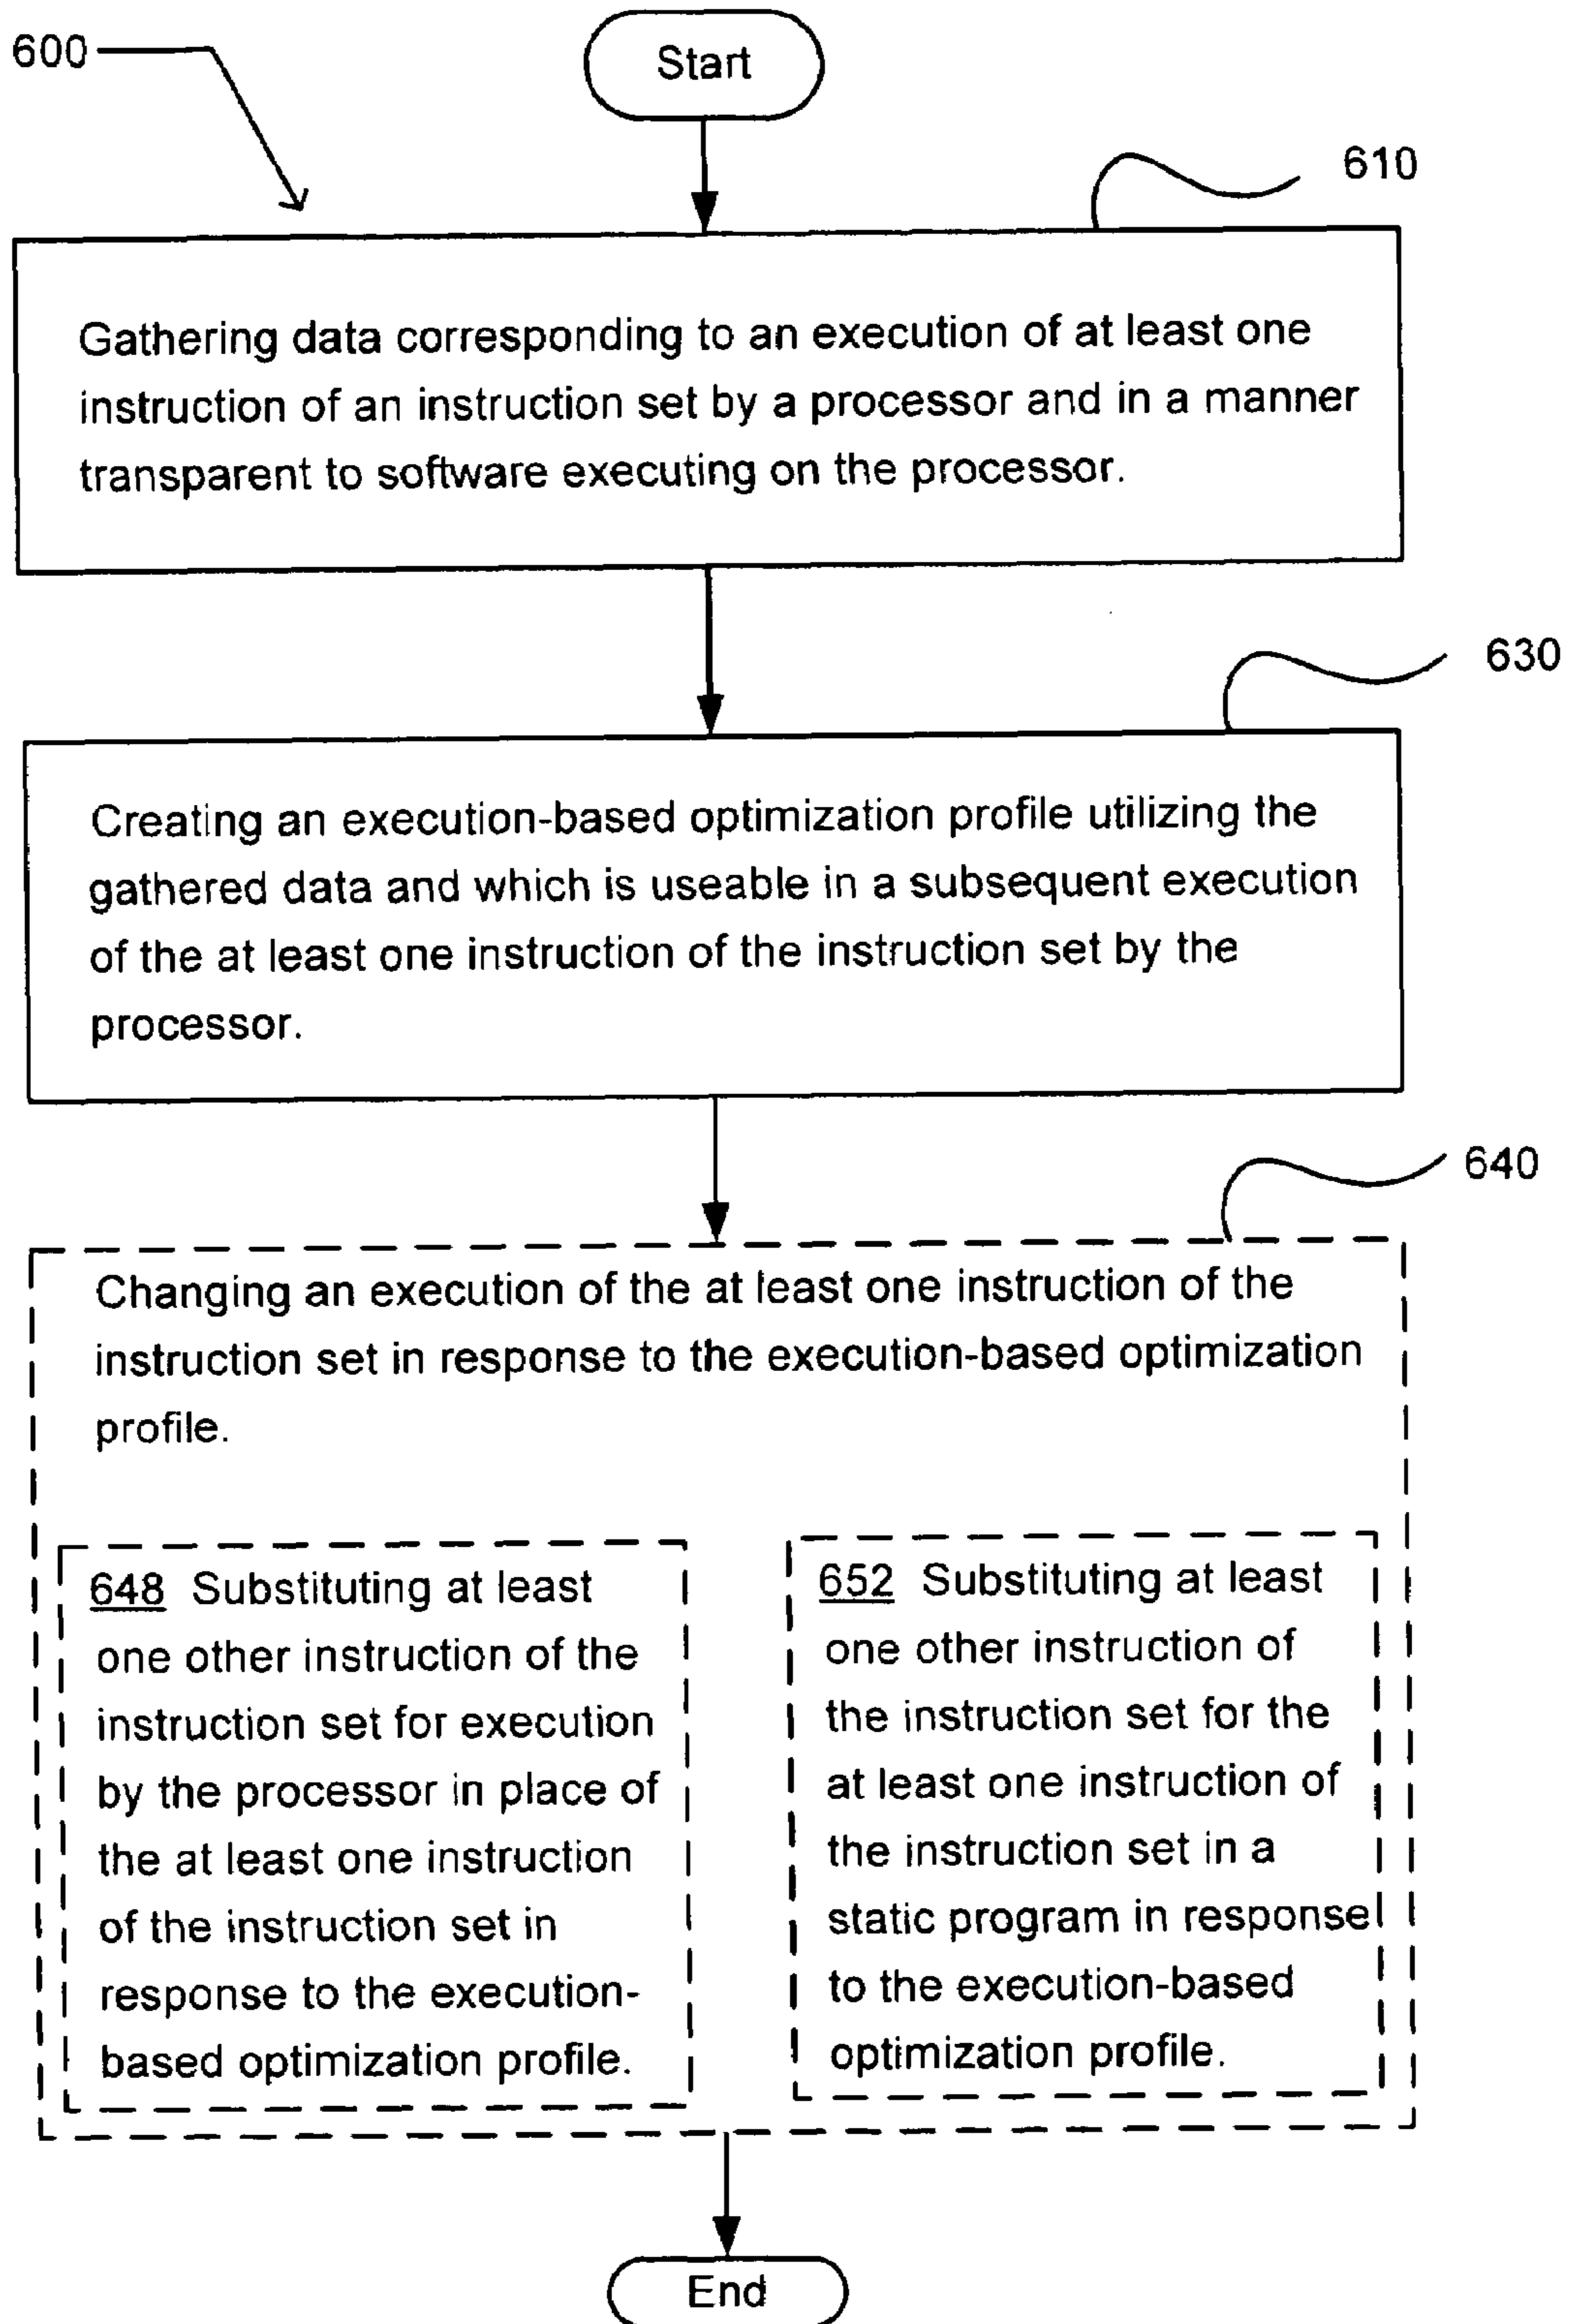 600
Start
610
Gathering data corresponding to an execution of at least one
instruction of an instruction set by a processor and in a manner
transparent to software executing on the processor.
630
Creating an execution-based optimization profile utilizing the
gathered data and which is useable in a subsequent execution
of the at least one instruction of the instruction set by the
processor.
640
Changing an execution of the at least one instruction of the
instruction set in response to the execution-based optimization
profile.
648 Substituting at least
one other instruction of the
instruction set for execution
by the processor in place of
the at least one instruction
of the instruction set in
response to the execution-
based optimization profile.
652 Substituting at least
one other instruction of
the instruction set for the
at least one instruction of
the instruction set in a
static program in response
to the execution-based
optimization profile.
End